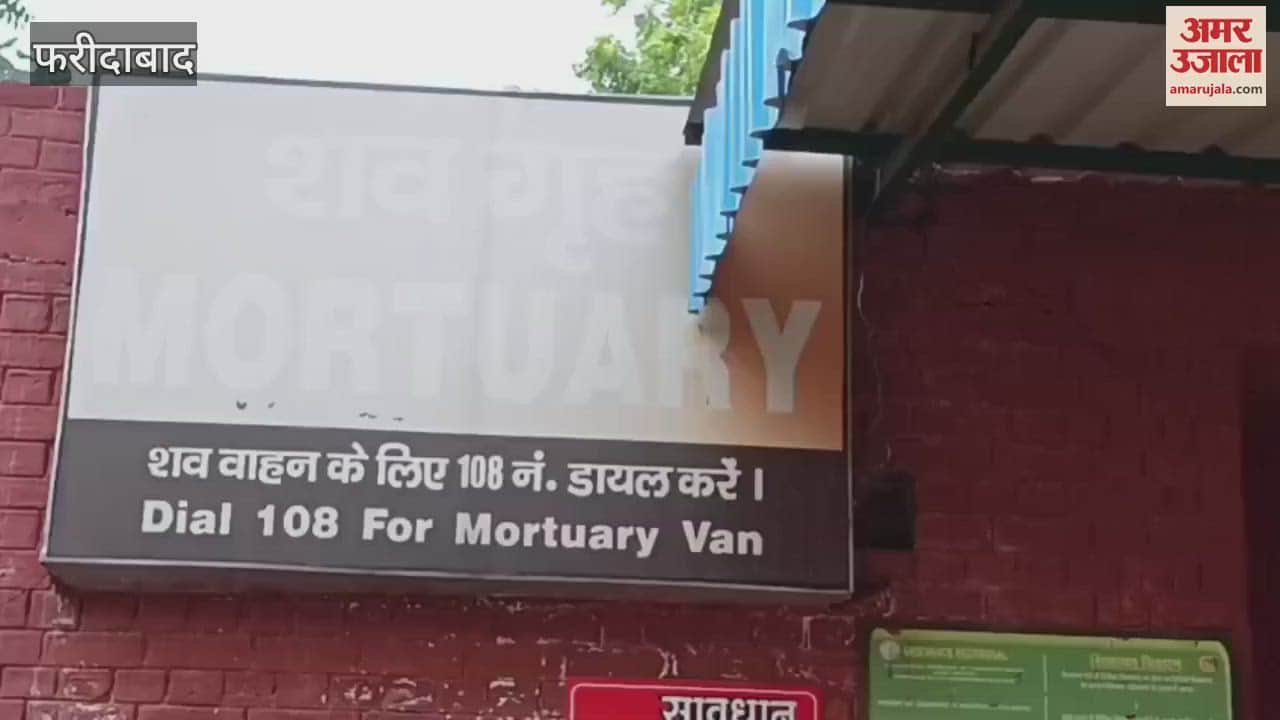 फरीदाबाद
अमर
उजाला
amarujala.com
शव गृह
MORTUARY
शव वाहन के लिए 108 नं. डायल करें।
Dial 108 For Mortuary Van
सावधान